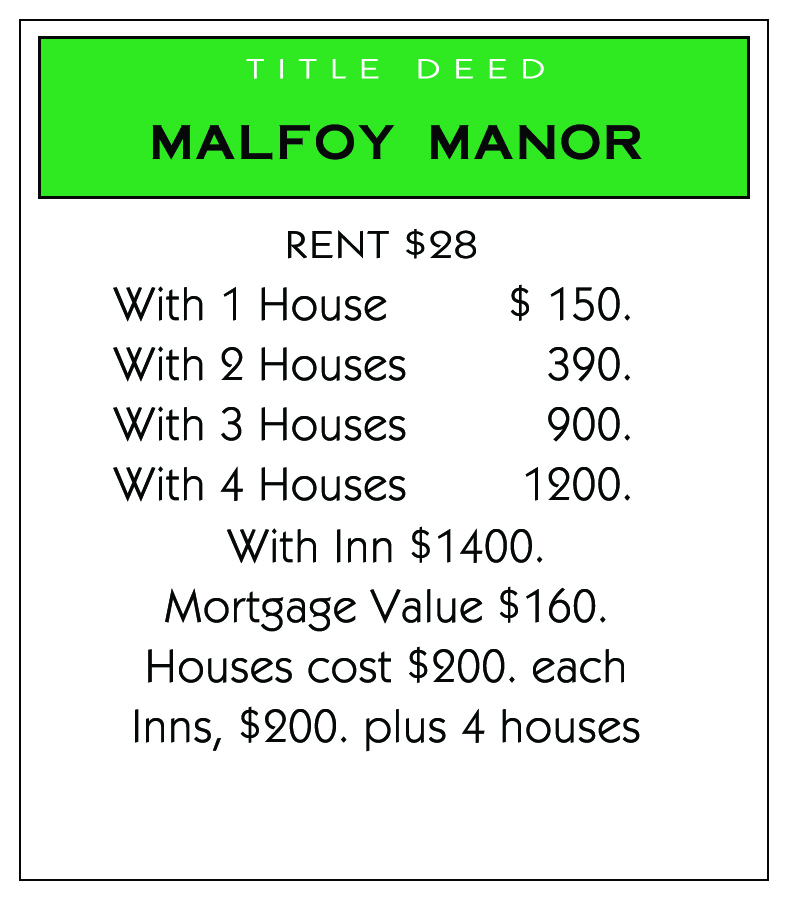 TITLE DEED
MALFOY MANOR
RENT $28
With 1 House $ 150.
With 2 Houses 390.
With 3 Houses 900.
With 4 Houses 1200.
With Inn $1400.
Mortgage Value $160.
Houses cost $200. each
Inns, $200. plus 4 houses